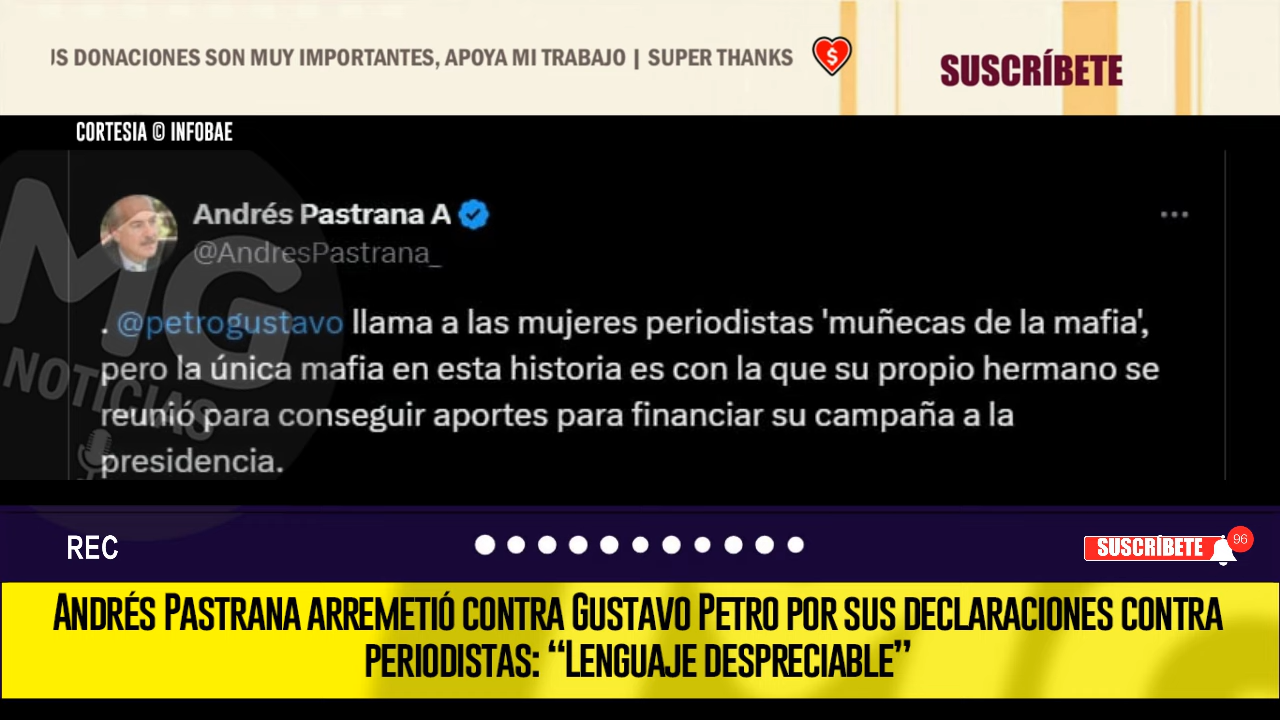 DONACIONES SON MUY IMPORTANTES, APOYA MI TRABAJO | SUPER THANKS
$
SUSCRÍBETE
CORTESIA © INFOBAE
Andrés Pastrana A
@AndresPastrana_
. @petrogustavo llama a las mujeres periodistas 'muñecas de la mafia',
pero la única mafia en esta historia es con la que su propio hermano se
reunió para conseguir aportes para financiar su campaña a la
presidencia.
MG
NOTICIAS
REC
SUSCRÍBETE
96
ANDRÉS PASTRANA ARREMETIÓ CONTRA GUSTAVO PETRO POR SUS DECLARACIONES CONTRA
PERIODISTAS: “LENGUAJE DESPRECIABLE”